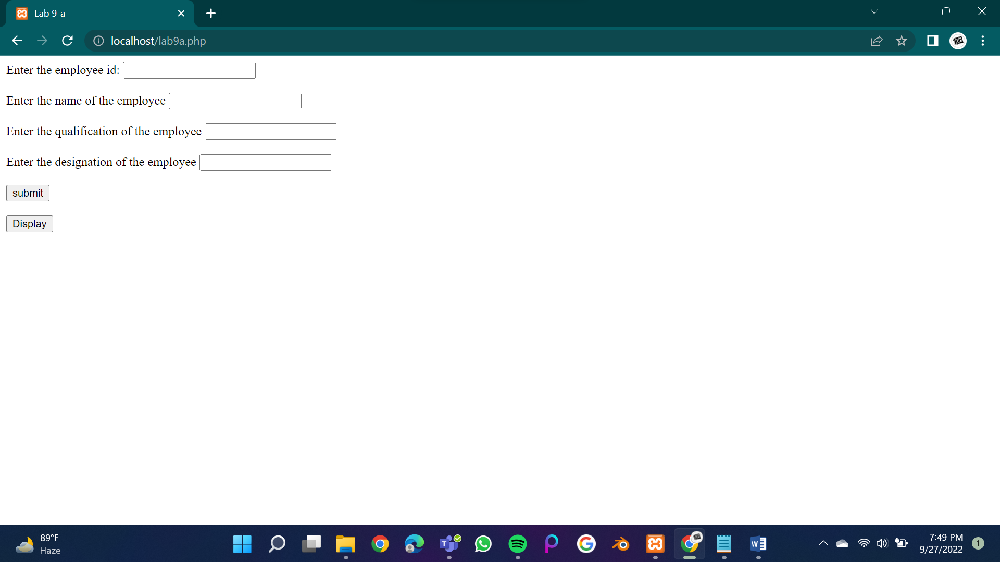 Lab 9-a
localhost/lab9a.php
Enter the employee id:
Enter the name of the employee
Enter the qualification of the employee
Enter the designation of the employee
submit
Display
89°F
Haze
7:49 PM
9/27/2022
1